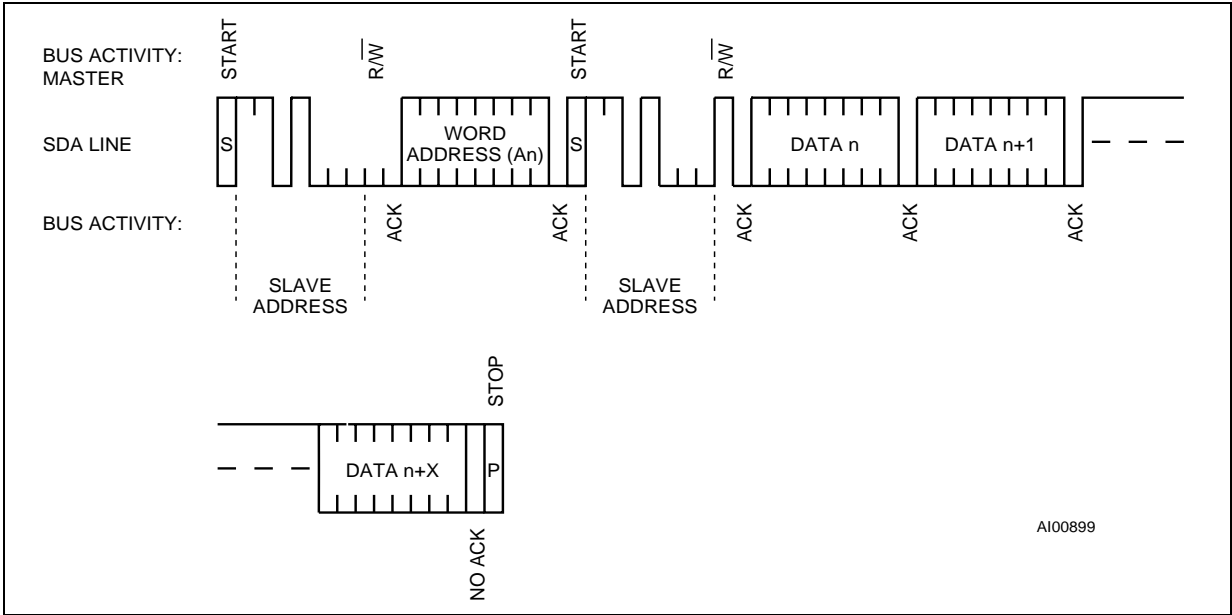 BUS ACTIVITY:
MASTER
START
R/W
START
R/W
SDA LINE
S
WORD
ADDRESS (An)
S
DATA n
DATA n+1
BUS ACTIVITY:
ACK
ACK
ACK
ACK
ACK
SLAVE
ADDRESS
SLAVE
ADDRESS
STOP
DATA n+X
P
NO ACK
AI00899